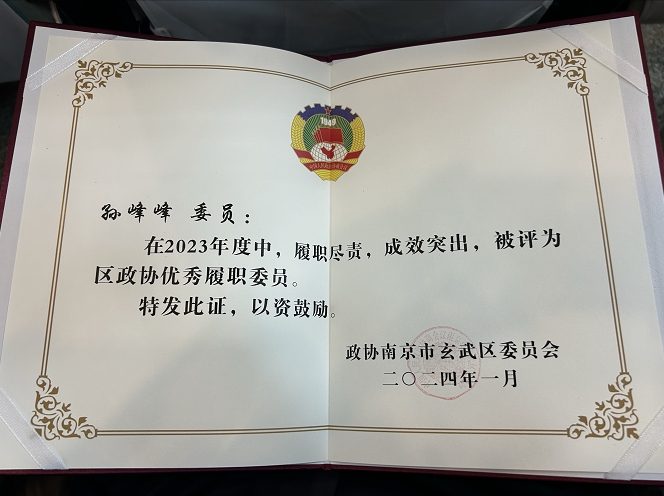 孙峰峰 委员：
在2023年度中，履职尽责，成效突出，被评为
区政协优秀履职委员。
特发此证，以资鼓励。
政协南京市玄武区委员会
二〇二四年一月